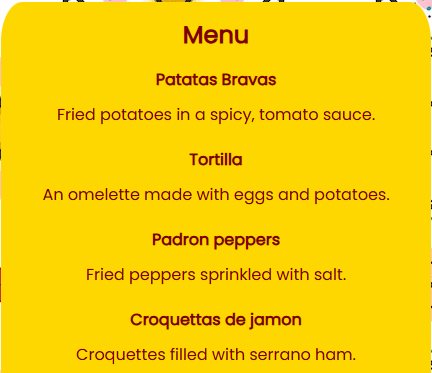 Menu
Patatas Bravas
Fried potatoes in a spicy, tomato sauce.
Tortilla
An omelette made with eggs and potatoes.
Padron peppers
Fried peppers sprinkled with salt.
Croquettas de jamon
Croquettes filled with serrano ham.